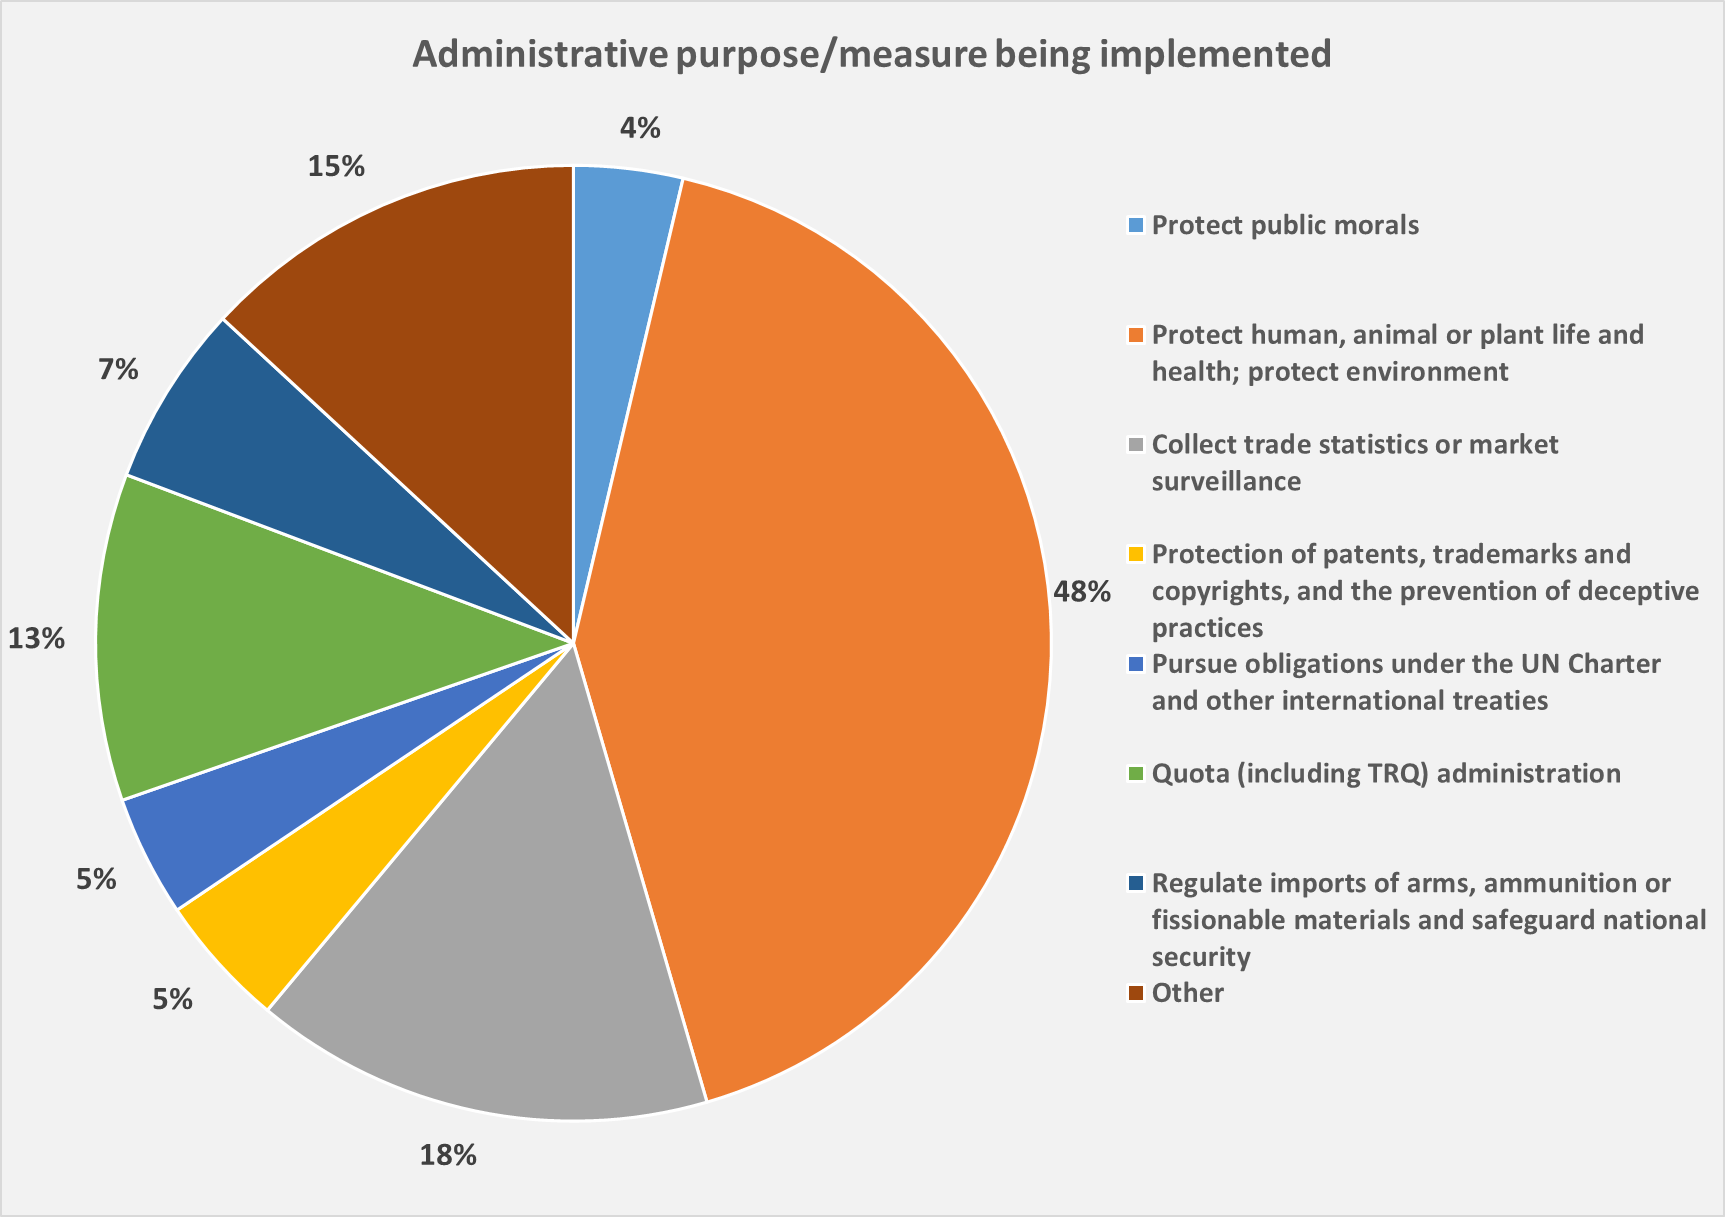 Administrative purpose/measure being implemented
4%
15%
7%
13%
5%
5%
18%
48%
Protect public morals
Protect human, animal or plant life and
health; protect environment
Collect trade statistics or market
surveillance
Protection of patents, trademarks and
copyrights, and the prevention of deceptive
practices
Pursue obligations under the UN Charter
and other international treaties
Quota (including TRQ) administration
Regulate imports of arms, ammunition or
fissionable materials and safeguard national
security
Other